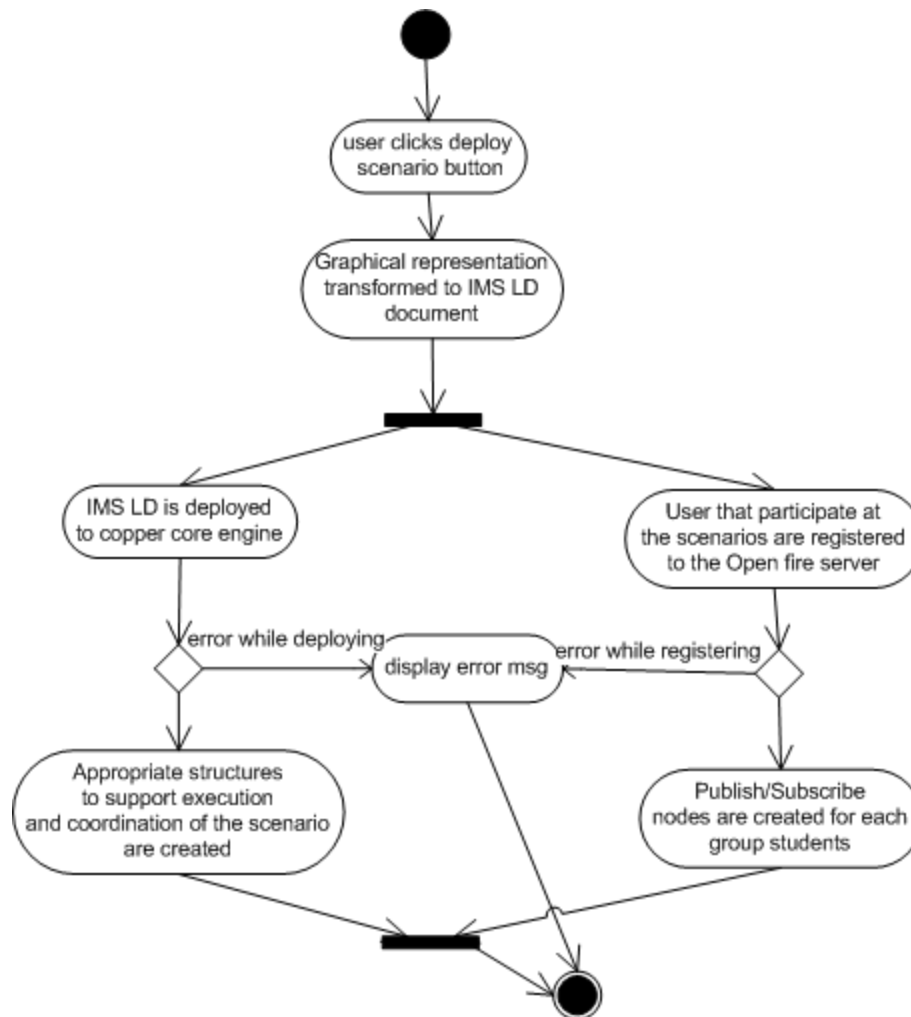 user clicks deploy
scenario button
Graphical representation
transformed to IMS LD
document
IMS LD is deployed
to copper core engine
User that participate at
the scenarios are registered
to the Open fire server
error while deploying
display error msg
error while registering
Appropriate structures
to support execution
and coordination of the scenario
are created
Publish/Subscribe
nodes are created for each
group students